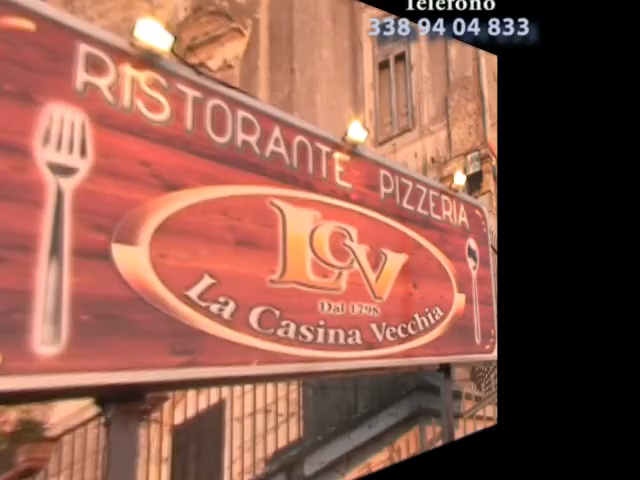 Telefono
338 94 04 833
RISTORANTE PIZZERIA
LCV
Dal 1798
La Casina Vecchia